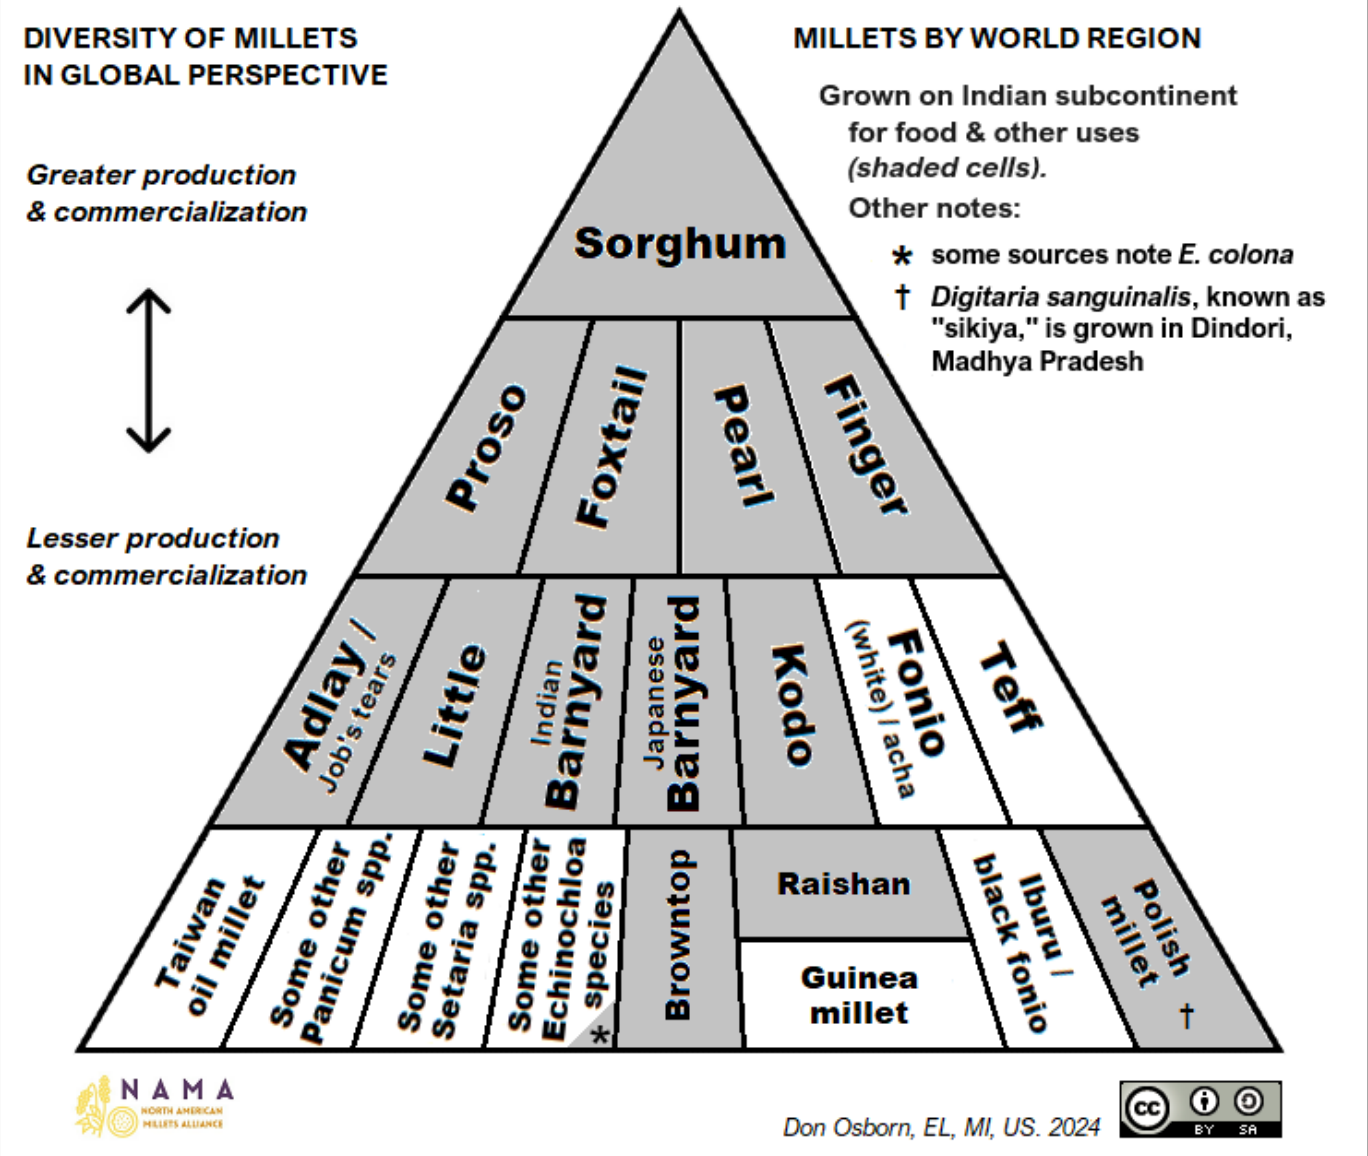 DIVERSITY OF MILLETS
IN GLOBAL PERSPECTIVE
MILLETS BY WORLD REGION
Grown on Indian subcontinent
for food & other uses
(shaded cells).
Other notes:
* some sources note E. colona
† Digitaria sanguinalis, known as
"sikiya," is grown in Dindori,
Madhya Pradesh
Greater production
& commercialization
Lesser production
& commercialization
Sorghum
Proso
Foxtail
Pearl
Finger
Adlay /
Job's tears
Little
Indian
Barnyard
Japanese
Barnyard
Kodo
Fonio
(white) / acha
Teff
Taiwan
oil millet
Some other
Panicum spp.
Some other
Setaria spp.
Some other
Echinochloa
species
*
Browntop
Raishan
Guinea
millet
Iburu /
black fonio
Polish
millet
†
NAMA
NORTH AMERICAN
MILLETS ALLIANCE
Don Osborn, EL, MI, US. 2024
cc
BY SA